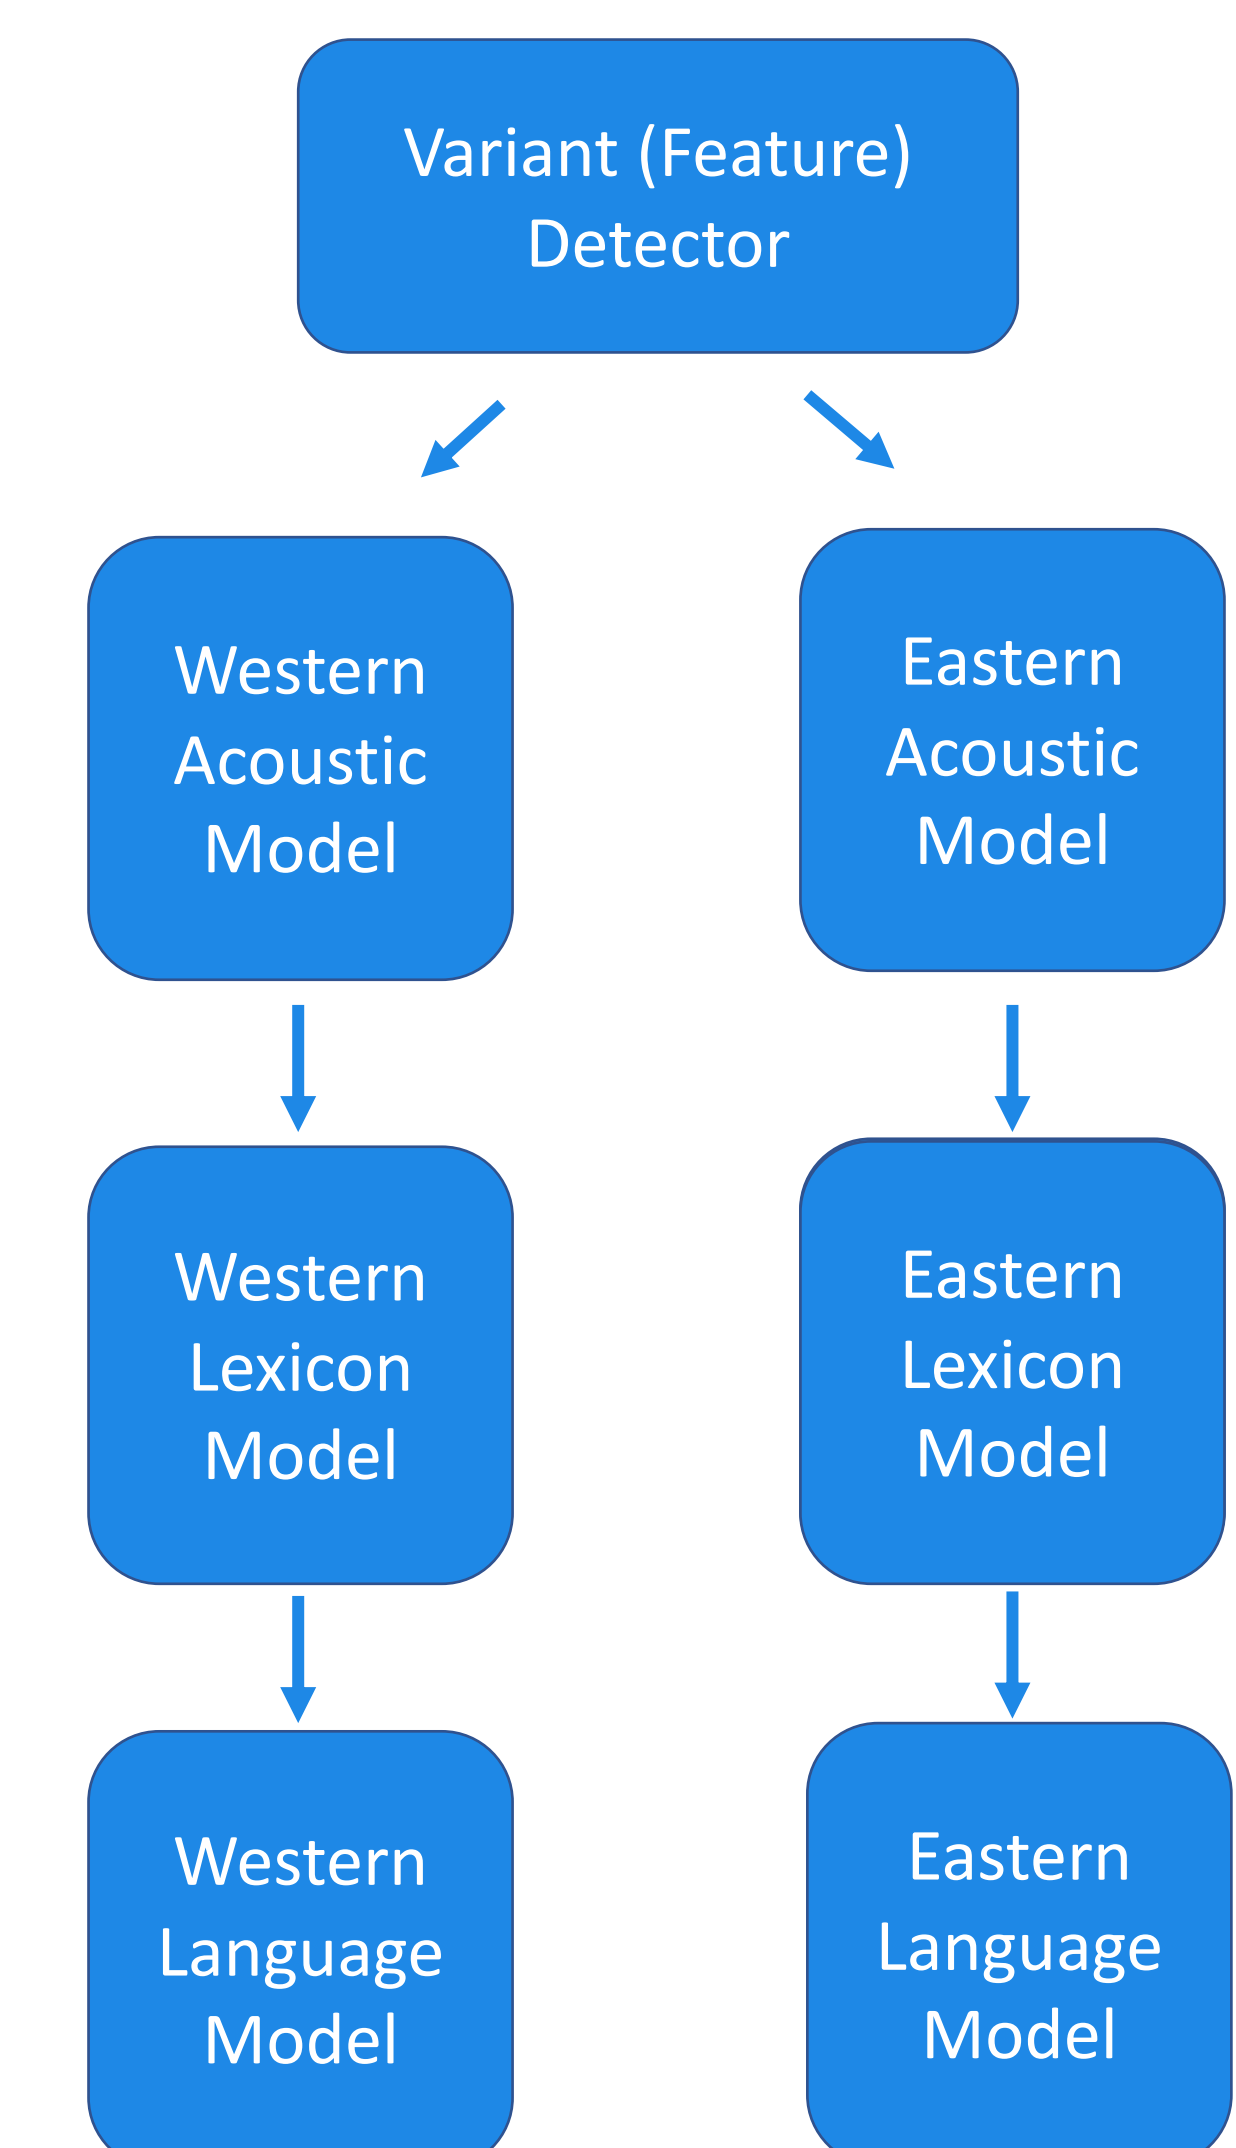 Variant (Feature)
Detector
Western
Acoustic
Model
Eastern
Acoustic
Model
Western
Lexicon
Model
Eastern
Lexicon
Model
Western
Language
Model
Eastern
Language
Model